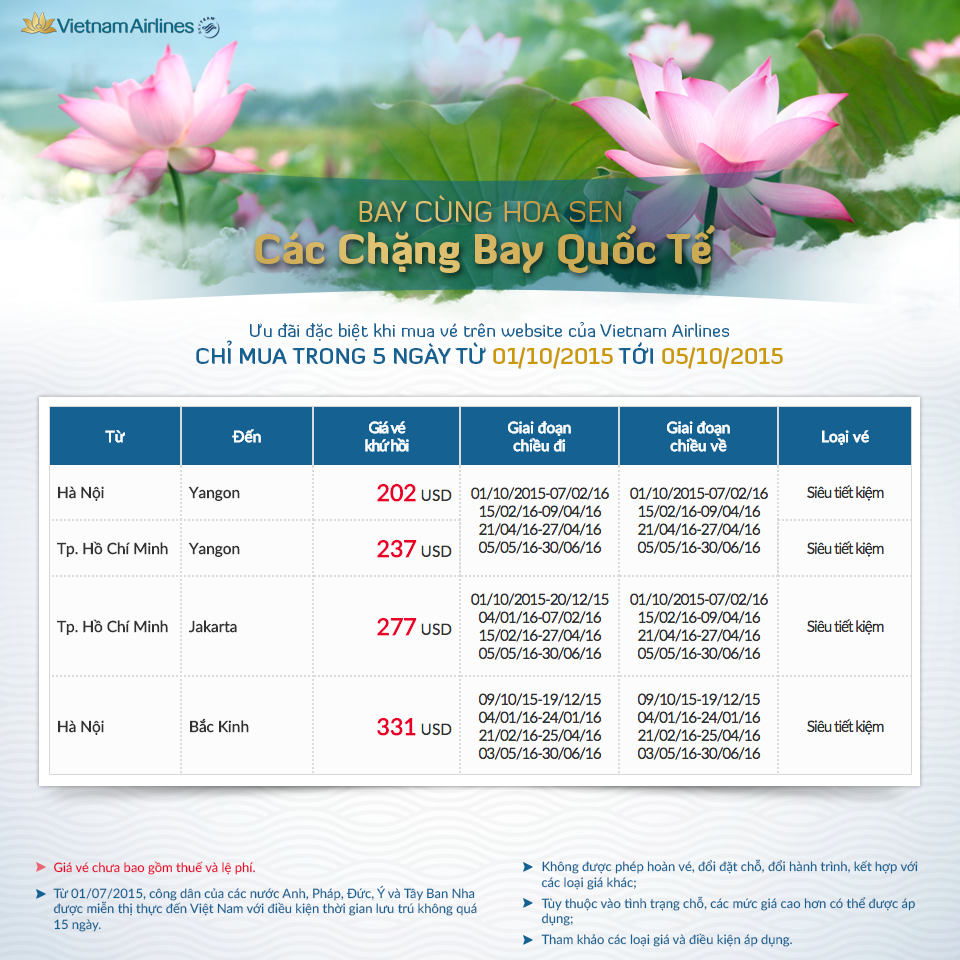 Vietnam Airlines
SKYTEAM
BAY CÙNG HOA SEN
Các Chặng Bay Quốc Tế
Ưu đãi đặc biệt khi mua vé trên website của Vietnam Airlines
CHỈ MUA TRONG 5 NGÀY TỪ 01/10/2015 TỚI 05/10/2015
Từ Đến Giá vé khứ hồi Giai đoạn chiều đi Giai đoạn chiều về Loại vé
Hà Nội Yangon 202 USD Siêu tiết kiệm
01/10/2015-07/02/16 01/10/2015-07/02/16
15/02/16-09/04/16 15/02/16-09/04/16
21/04/16-27/04/16 21/04/16-27/04/16
05/05/16-30/06/16 05/05/16-30/06/16
Tp. Hồ Chí Minh Yangon 237 USD Siêu tiết kiệm
01/10/2015-20/12/15 01/10/2015-07/02/16
04/01/16-07/02/16 15/02/16-09/04/16
Tp. Hồ Chí Minh Jakarta 277 USD Siêu tiết kiệm
15/02/16-27/04/16 21/04/16-27/04/16
05/05/16-30/06/16 05/05/16-30/06/16
09/10/15-19/12/15 09/10/15-19/12/15
04/01/16-24/01/16 04/01/16-24/01/16
Hà Nội Bắc Kinh 331 USD Siêu tiết kiệm
21/02/16-25/04/16 21/02/16-25/04/16
03/05/16-30/06/16 03/05/16-30/06/16
Giá vé chưa bao gồm thuế và lệ phí.
Từ 01/07/2015, công dân của các nước Anh, Pháp, Đức, Ý và Tây Ban Nha
được miễn thị thực đến Việt Nam với điều kiện thời gian lưu trú không quá
15 ngày.
Không được phép hoàn vé, đổi đặt chỗ, đổi hành trình, kết hợp với
các loại giá khác;
Tùy thuộc vào tình trạng chỗ, các mức giá cao hơn có thể được áp
dụng;
Tham khảo các loại giá và điều kiện áp dụng.